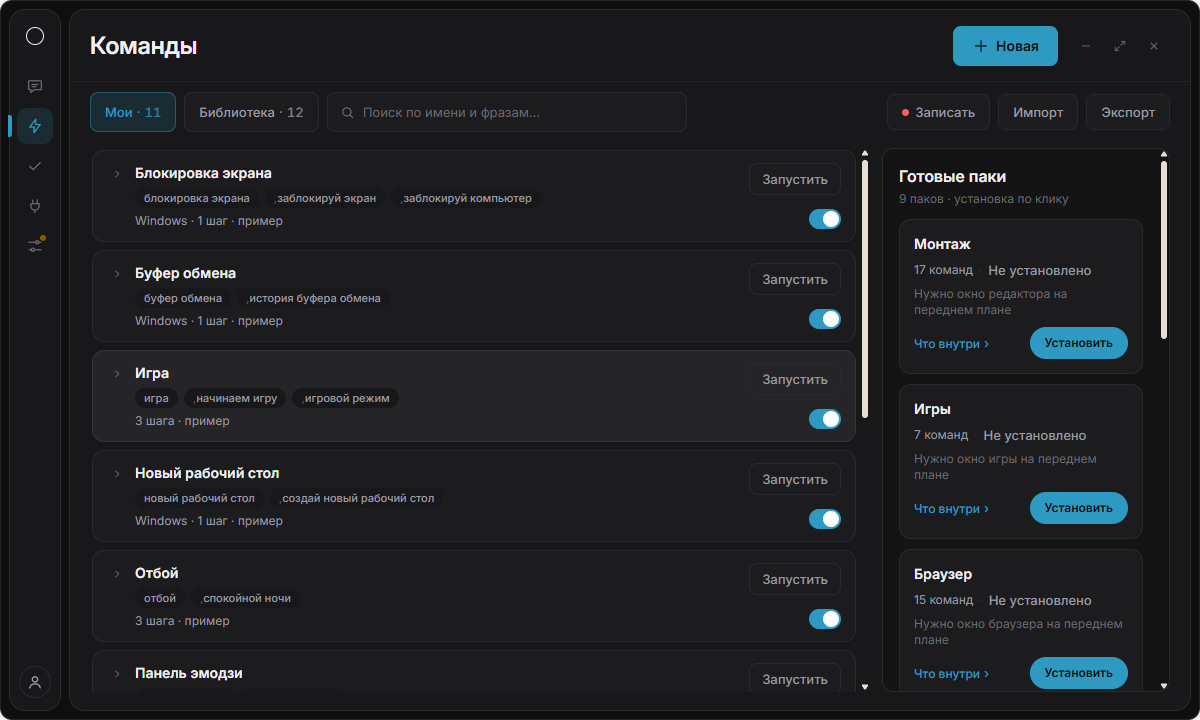 Команды
+ Новая
Мои · 11
Библиотека · 12
Поиск по имени и фразам...
Записать
Импорт
Экспорт
Блокировка экрана
Запустить
блокировка экрана ,заблокируй экран ,заблокируй компьютер
Windows · 1 шаг · пример
Буфер обмена
Запустить
буфер обмена ,история буфера обмена
Windows · 1 шаг · пример
Игра
Запустить
игра ,начинаем игру ,игровой режим
3 шага · пример
Новый рабочий стол
Запустить
новый рабочий стол ,создай новый рабочий стол
Windows · 1 шаг · пример
Отбой
Запустить
отбой ,спокойной ночи
3 шага · пример
Панель эмодзи
Запустить
Готовые паки
9 паков · установка по клику
Монтаж
17 команд · Не установлено
Нужно окно редактора на
переднем плане
Что внутри ›
Установить
Игры
7 команд · Не установлено
Нужно окно игры на переднем
плане
Что внутри ›
Установить
Браузер
15 команд · Не установлено
Нужно окно браузера на переднем
плане
Что внутри ›
Установить